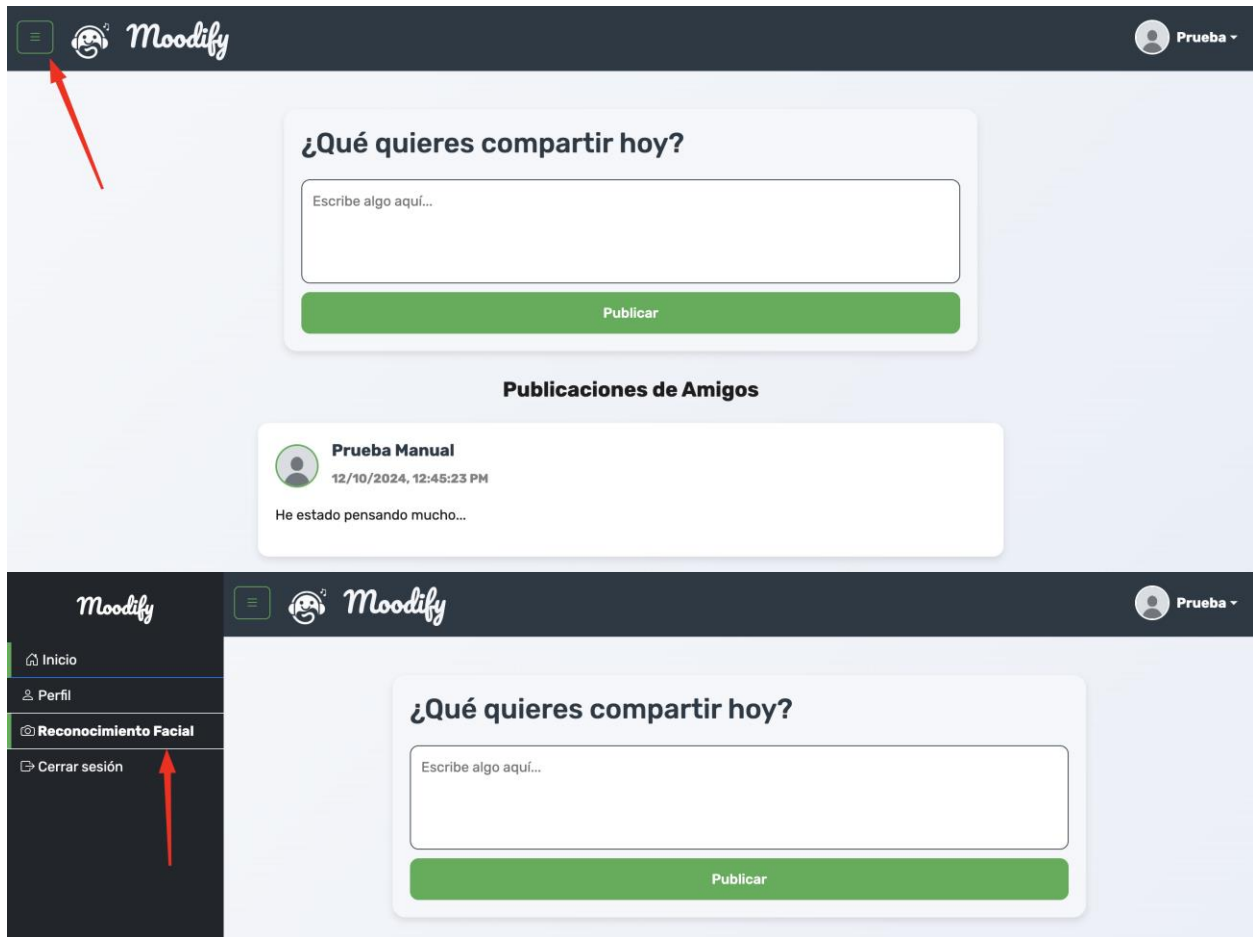 Moodify
Prueba
¿Qué quieres compartir hoy?
Escribe algo aquí...
Publicar
Publicaciones de Amigos
Prueba Manual
12/10/2024, 12:45:23 PM
He estado pensando mucho...
Moodify
Moodify
Prueba
Inicio
Perfil
Reconocimiento Facial
Cerrar sesión
¿Qué quieres compartir hoy?
Escribe algo aquí...
Publicar